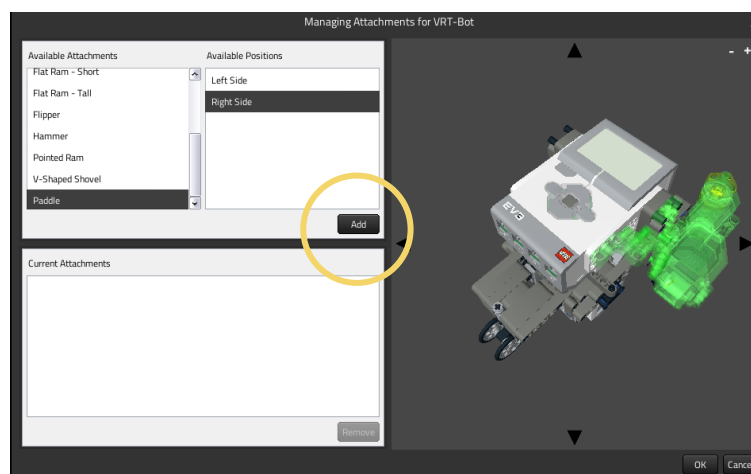 Managing Attachments for VRT-Bot
Available Attachments
Flat Ram - Short
Flat Ram - Tall
Flipper
Hammer
Pointed Ram
V-Shaped Shovel
Paddle
Available Positions
Left Side
Right Side
Add
Current Attachments
Remove
- +
EV3
OK
Cance